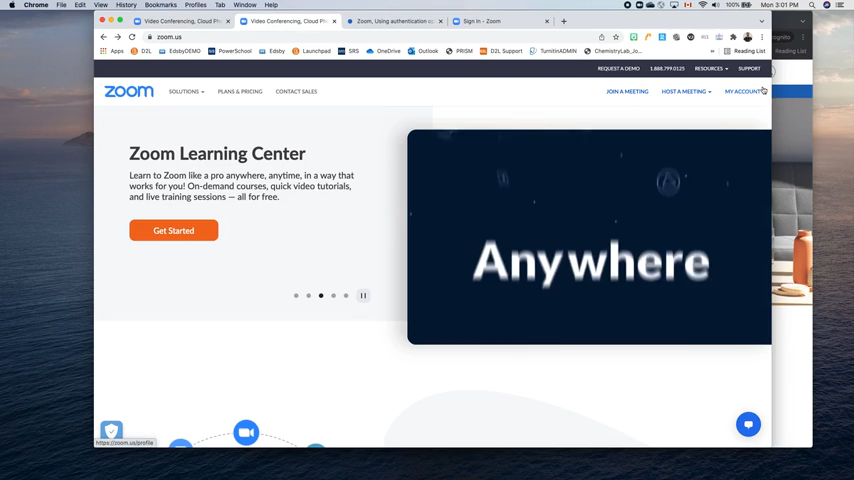 Chrome File Edit View History Bookmarks Profiles Tab Window Help
100% Mon 3:01 PM
Video Conferencing, Cloud Ph
Video Conferencing, Cloud Ph
Zoom, Using authentication op
Sign In - Zoom
zoom.us
Apps D2L EdsbyDEMO PowerSchool Launchpad SRS OneDrive Outlook PRISM D2L Support TurnitinADMIN ChemistryLab_Jo... » Reading List
Reading List
REQUEST A DEMO 1.888.799.0125 RESOURCES SUPPORT
zoom SOLUTIONS PLANS & PRICING CONTACT SALES JOIN A MEETING HOST A MEETING MY ACCOUNT
Zoom Learning Center
Learn to Zoom like a pro anywhere, anytime, in a way that
works for you! On-demand courses, quick video tutorials,
and live training sessions — all for free.
Get Started
Anywhere
https://zoom.us/profile